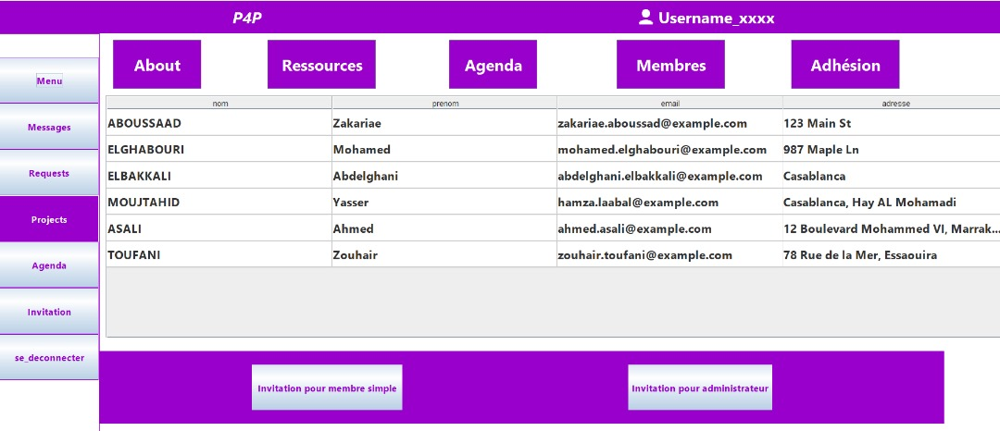 P4P
Username_xxxx
About
Ressources
Agenda
Membres
Adhésion
Menu
Messages
Requests
Projects
Agenda
Invitation
se_deconnecter
nom prenom email adresse
ABOUSSAAD Zakariae zakariae.aboussad@example.com 123 Main St
ELGHABOURI Mohamed mohamed.elghabouri@example.com 987 Maple Ln
ELBAKKALI Abdelghani abdelghani.elbakkali@example.com Casablanca
MOUJTAHID Yasser hamza.laabal@example.com Casablanca, Hay AL Mohamadi
ASALI Ahmed ahmed.asali@example.com 12 Boulevard Mohammed VI, Marrak...
TOUFANI Zouhair zouhair.toufani@example.com 78 Rue de la Mer, Essaouira
Invitation pour membre simple
Invitation pour administrateur